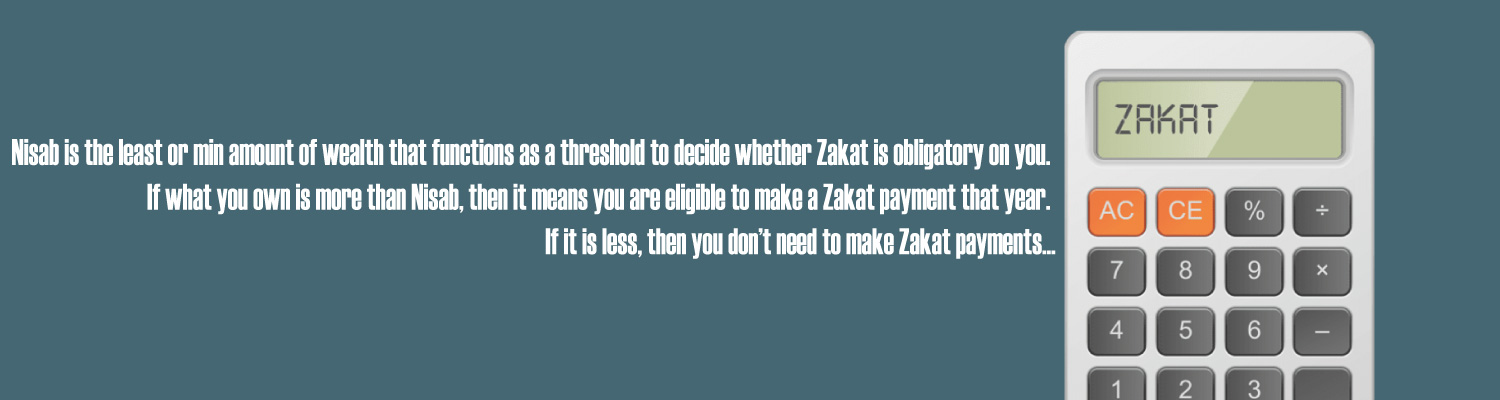 Nisab is the least or min amount of wealth that functions as a threshold to decide whether Zakat is obligatory on you.
If what you own is more than Nisab, then it means you are eligible to make a Zakat payment that year.
If it is less, then you don't need to make Zakat payments...
ZAKAT
AC CE % ÷
7 8 9 ×
4 5 6 –
1 2 3